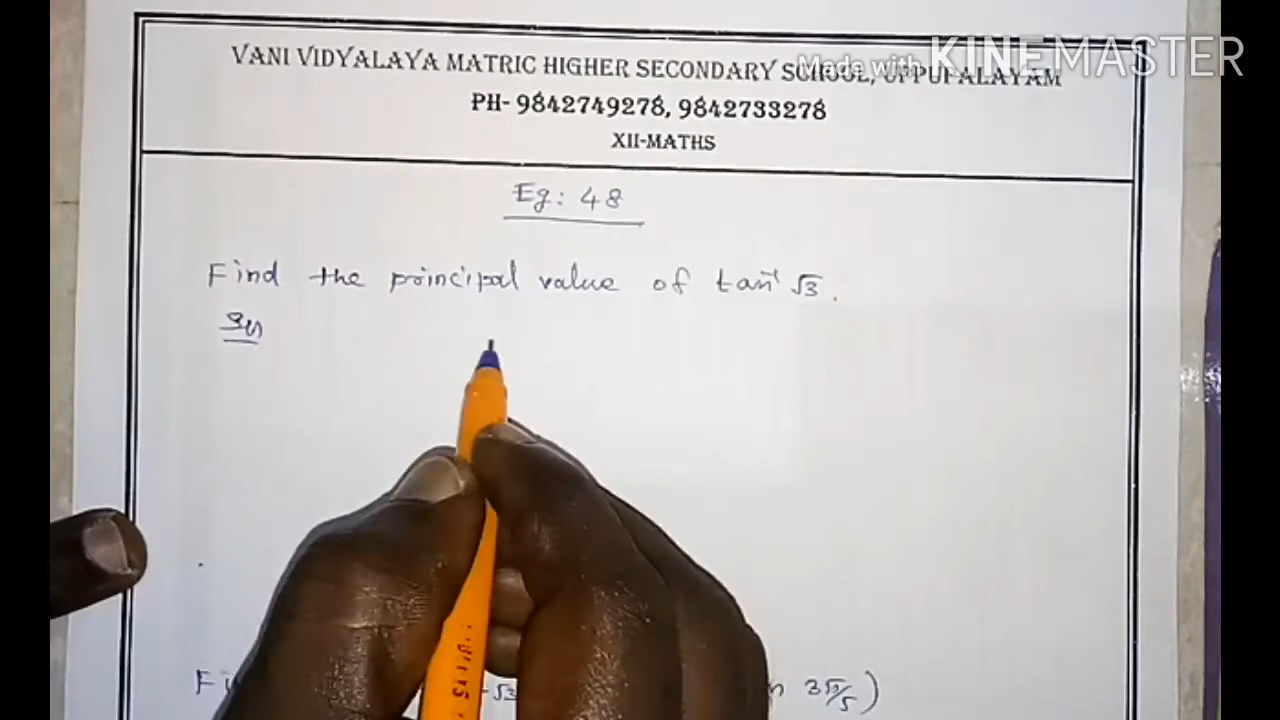 Made with KINEMASTER
VANI VIDYALAYA MATRIC HIGHER SECONDARY SCHOOL, UPPUPALAYAM
PH- 9842749278, 9842733278
XII-MATHS
Eg: 48
Find the principal value of tan⁻¹ √3.